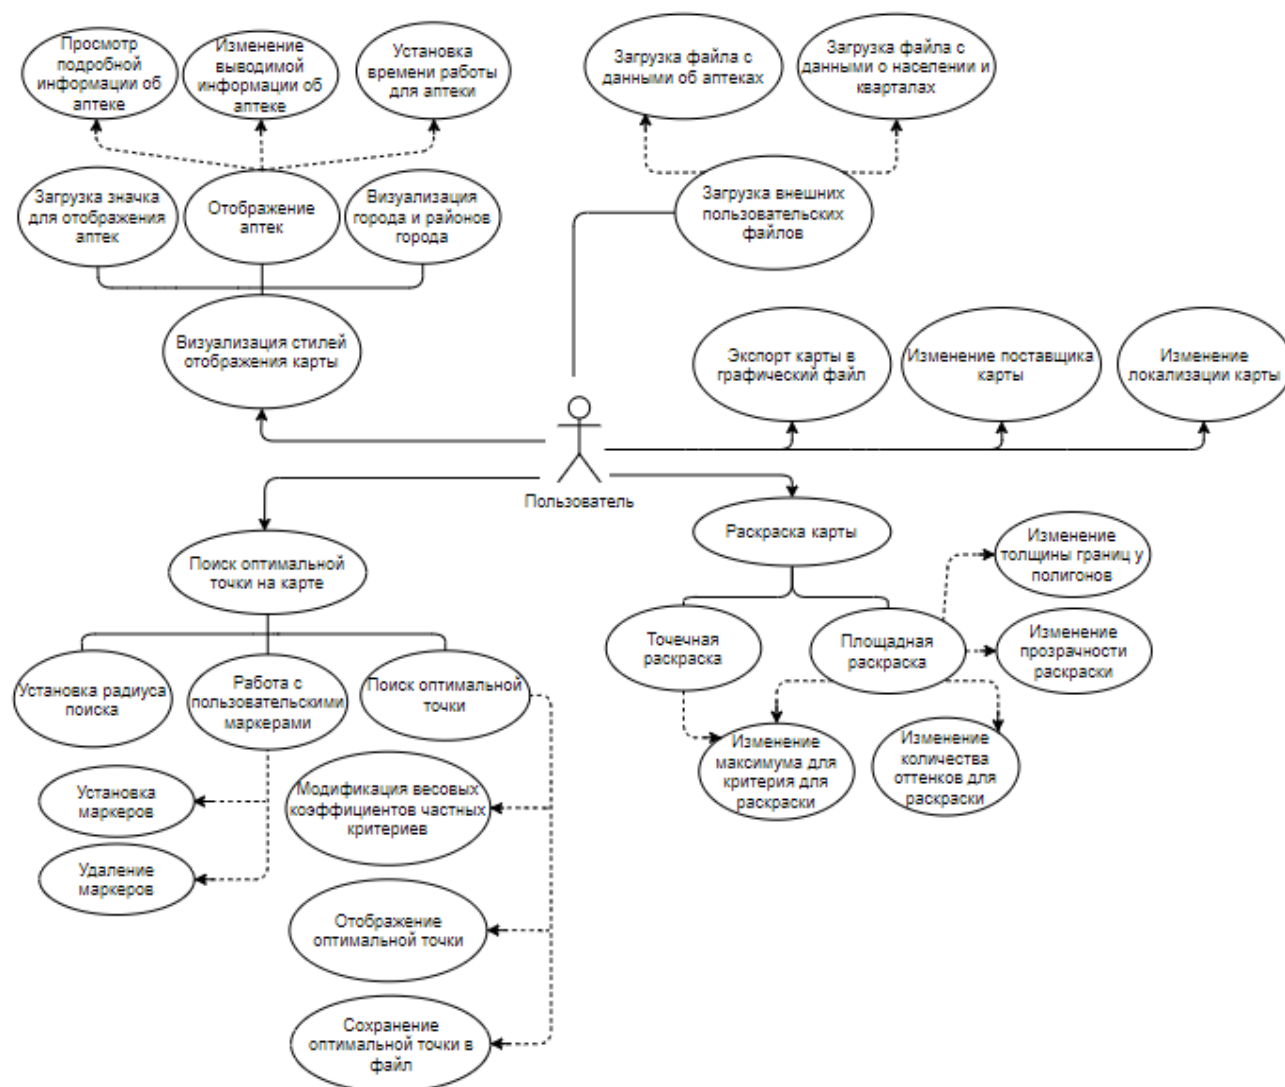 Просмотр
подробной
информации об
аптеке
Изменение
выводимой
информации об
аптеке
Установка
времени работы
для аптеки
Загрузка файла с
данными об аптеках
Загрузка файла с
данными о населении и
кварталах
Загрузка значка
для отображения
аптек
Отображение
аптек
Визуализация
города и районов
города
Загрузка внешних
пользовательских
файлов
Визуализация стилей
отображения карты
Экспорт карты в
графический файл
Изменение поставщика
карты
Изменение
локализации карты
Пользователь
Поиск оптимальной
точки на карте
Раскраска карты
Изменение
толщины границ у
полигонов
Точечная
раскраска
Площадная
раскраска
Изменение
прозрачности
раскраски
Установка радиуса
поиска
Работа с
пользовательскими
маркерами
Поиск оптимальной
точки
Изменение
максимума для
критерия для
раскраски
Изменение
количества
оттенков для
раскраски
Установка
маркеров
Модификация весовых
коэффициентов частных
критериев
Удаление
маркеров
Отображение
оптимальной точки
Сохранение
оптимальной точки в
файл